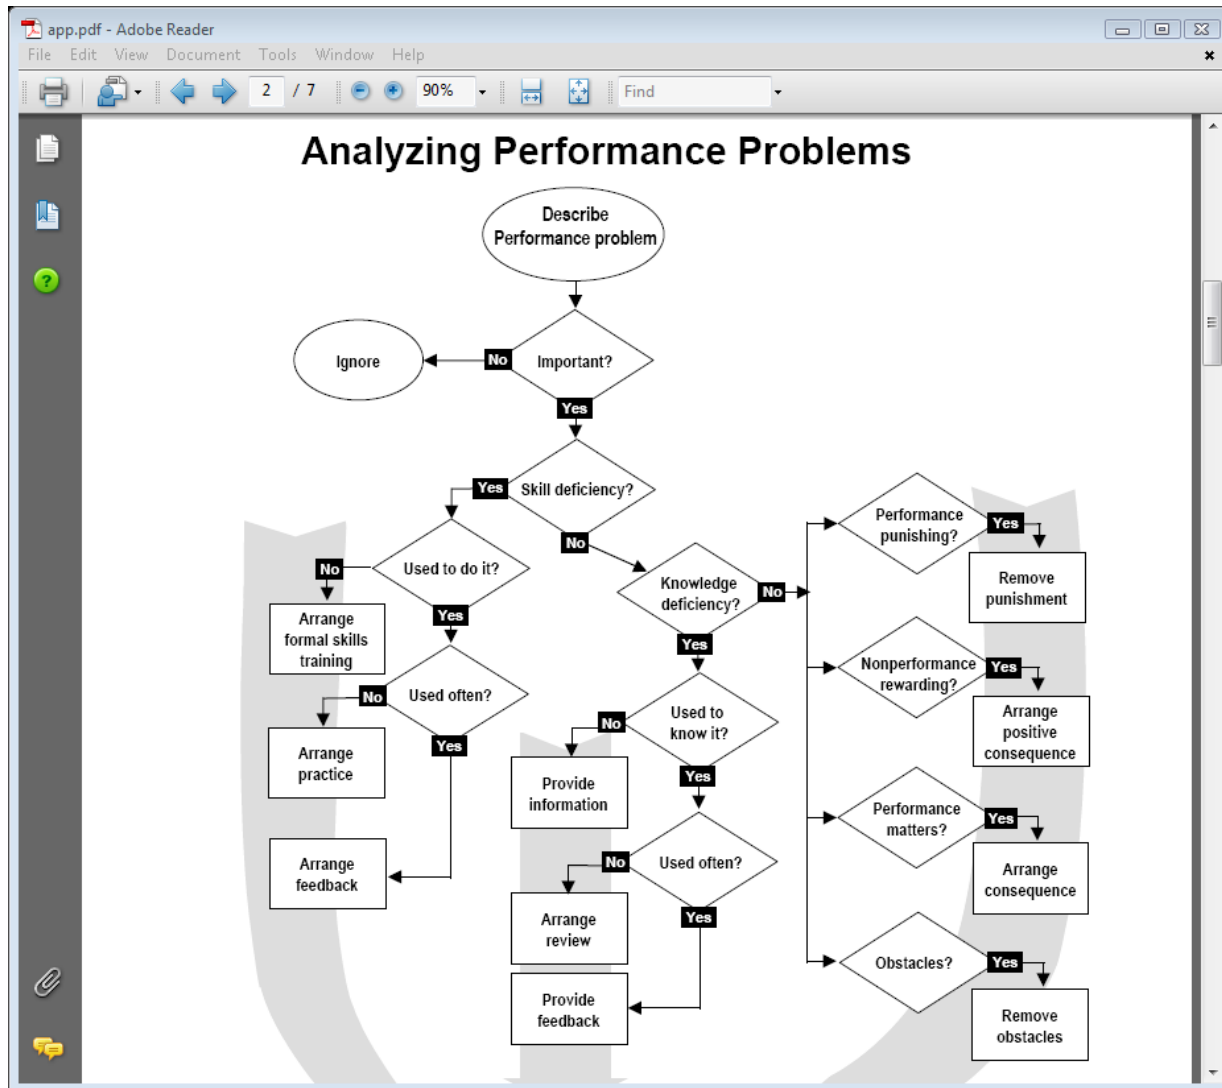 app.pdf - Adobe Reader
File Edit View Document Tools Window Help
2 / 7 90% Find
Analyzing Performance Problems
Describe
Performance problem
Ignore
No
Important?
Yes
Yes
Skill deficiency?
No
Used to do it?
No
Yes
Arrange
formal skills
training
Used often?
No
Yes
Arrange
practice
Arrange
feedback
Knowledge
deficiency?
No
Yes
Used to
know it?
No
Yes
Provide
information
Used often?
No
Yes
Arrange
review
Provide
feedback
Performance
punishing?
Yes
Remove
punishment
Nonperformance
rewarding?
Yes
Arrange
positive
consequence
Performance
matters?
Yes
Arrange
consequence
Obstacles?
Yes
Remove
obstacles